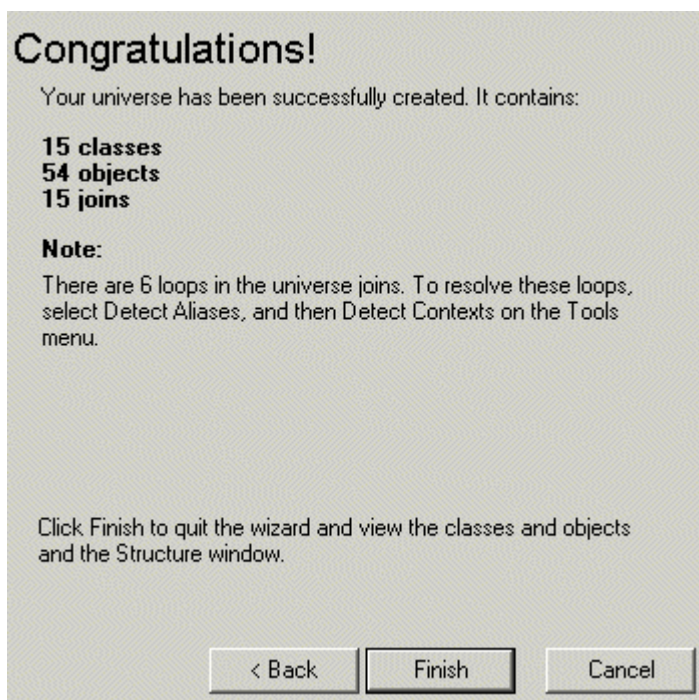 Congratulations!
Your universe has been successfully created. It contains:
15 classes
54 objects
15 joins
Note:
There are 6 loops in the universe joins. To resolve these loops,
select Detect Aliases, and then Detect Contexts on the Tools
menu.
Click Finish to quit the wizard and view the classes and objects
and the Structure window.
< Back
Finish
Cancel